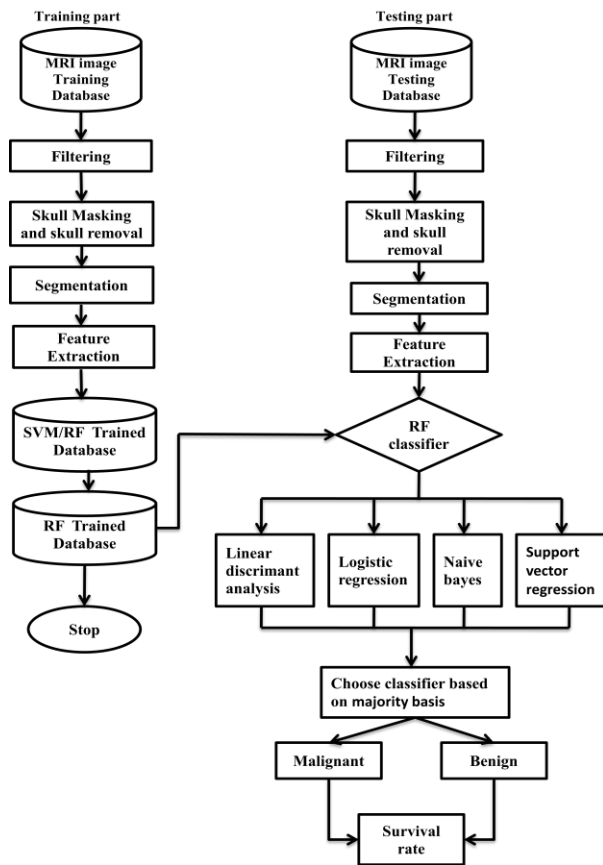 Training part
MRI image
Training
Database
Filtering
Skull Masking
and skull removal
Segmentation
Feature
Extraction
SVM/RF Trained
Database
RF Trained
Database
Stop
Testing part
MRI image
Testing
Database
Filtering
Skull Masking
and skull
removal
Segmentation
Feature
Extraction
RF
classifier
Linear
discrimant
analysis
Logistic
regression
Naive
bayes
Support
vector
regression
Choose classifier based
on majority basis
Malignant
Benign
Survival
rate